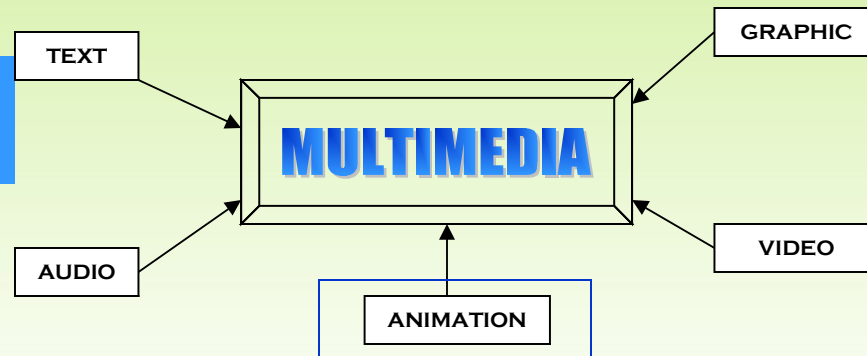 TEXT
GRAPHIC
MULTIMEDIA
AUDIO
VIDEO
ANIMATION